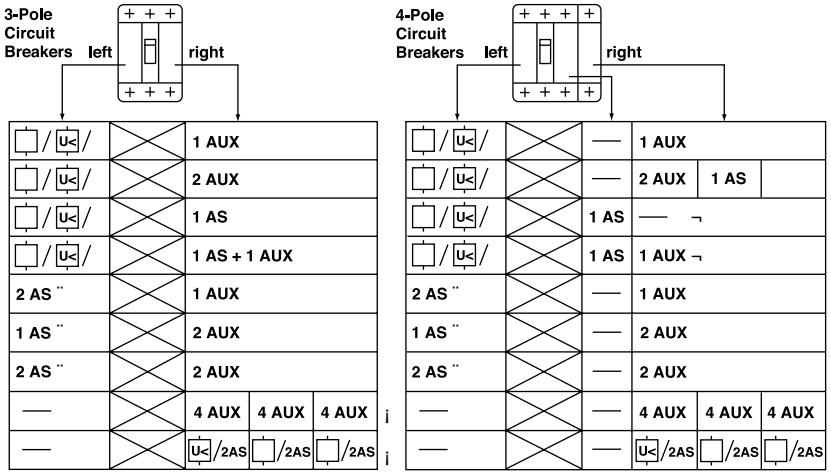 3-Pole
Circuit
Breakers left right
+ + +
+ + +
/ U< / 1 AUX
/ U< / 2 AUX
/ U< / 1 AS
/ U< / 1 AS + 1 AUX
2 AS ¨ 1 AUX
1 AS ¨ 2 AUX
2 AS ¨ 2 AUX
— 4 AUX 4 AUX 4 AUX ¡
— U< /2AS /2AS /2AS ¡
4-Pole
Circuit
Breakers left right
+ + + +
+ + + +
/ U< / — 1 AUX
/ U< / — 2 AUX 1 AS
/ U< / 1 AS — ¬
/ U< / 1 AS 1 AUX ¬
2 AS ¨ — 1 AUX
1 AS ¨ — 2 AUX
2 AS ¨ — 2 AUX
— — 4 AUX 4 AUX 4 AUX
— — U< /2AS /2AS /2AS